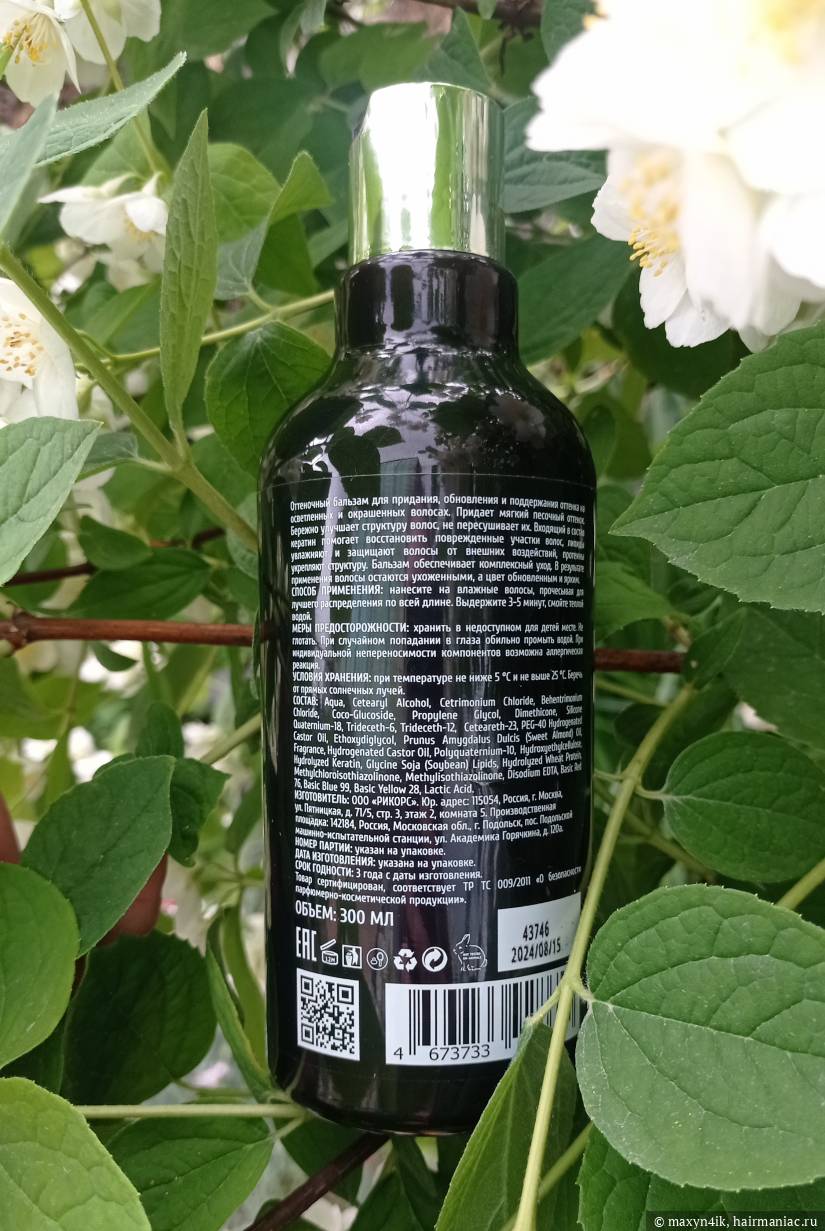 Оттеночный бальзам для придания, обновления и поддержания оттенка на
осветленных и окрашенных волосах. Придает мягкий песочный оттенок.
Бережно улучшает структуру волос, не пересушивает их. Входящий в состав
кератин помогает восстановить поврежденные участки волос, липиды
увлажняют и защищают волосы от внешних воздействий, протеины
укрепляют структуру. Бальзам обеспечивает комплексный уход. В результате
применения волосы остаются ухоженными, а цвет обновленным и ярким.
СПОСОБ ПРИМЕНЕНИЯ: нанесите на влажные волосы, прочесывая для
лучшего распределения по всей длине. Выдержите 3-5 минут, смойте теплой
водой.
МЕРЫ ПРЕДОСТОРОЖНОСТИ: хранить в недоступном для детей месте. Не
глотать. При случайном попадании в глаза обильно промыть водой. При
индивидуальной непереносимости компонентов возможна аллергическая
реакция.
УСЛОВИЯ ХРАНЕНИЯ: при температуре не ниже 5 °C и не выше 25 °C. Беречь
от прямых солнечных лучей.
СОСТАВ: Aqua, Cetearyl Alcohol, Cetrimonium Chloride, Behentrimonium
Chloride, Coco-Glucoside, Propylene Glycol, Dimethicone, Silicone
Quaternium-18, Trideceth-6, Trideceth-12, Ceteareth-23, PEG-40 Hydrogenated
Castor Oil, Ethoxydiglycol, Prunus Amygdalus Dulcis (Sweet Almond) Oil,
Fragrance, Hydrogenated Castor Oil, Polyquaternium-10, Hydroxyethylcellulose,
Hydrolyzed Keratin, Glycine Soja (Soybean) Lipids, Hydrolyzed Wheat Protein,
Methylchloroisothiazolinone, Methylisothiazolinone, Disodium EDTA, Basic Red
76, Basic Blue 99, Basic Yellow 28, Lactic Acid.
ИЗГОТОВИТЕЛЬ: ООО «РИКОРС». Юр. адрес: 115054, Россия, г. Москва,
ул. Пятницкая, д. 71/5, стр. 3, этаж 2, комната 5. Производственная
площадка: 142184, Россия, Московская обл., г. Подольск, пос. Подольской
машинно-испытательной станции, ул. Академика Горячкина, д. 120а.
НОМЕР ПАРТИИ: указан на упаковке.
ДАТА ИЗГОТОВЛЕНИЯ: указана на упаковке.
СРОК ГОДНОСТИ: 3 года с даты изготовления.
Товар сертифицирован, соответствует ТР ТС 009/2011 «О безопасности
парфюмерно-косметической продукции».
ОБЪЕМ: 300 МЛ
43746
2024/08/15
EAC 12M
4 673733
© maxyn4ik, hairmaniac.ru